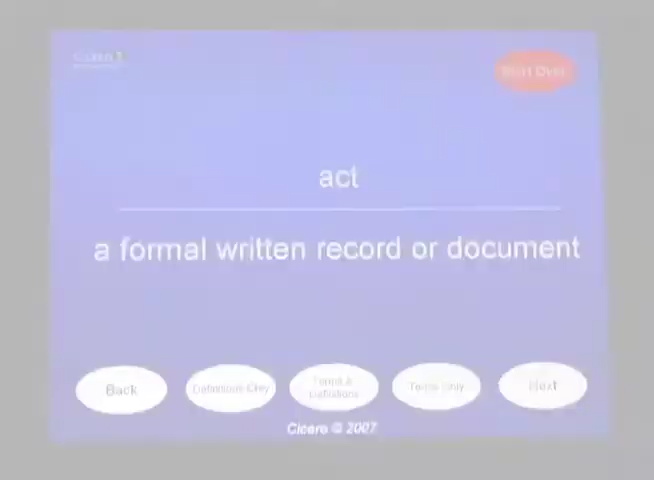 Start Over
act
a formal written record or document
Back
Definitions Only
Terms &
Definitions
Terms Only
Next
Cicero © 2007